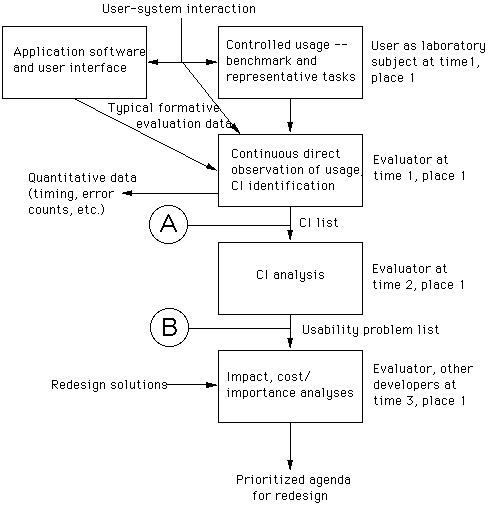 User-system interaction
Application software
and user interface
Controlled usage --
benchmark and
representative tasks
User as laboratory
subject at time1,
place 1
Typical formative
evaluation data
Continuous direct
observation of usage,
CI identification
Evaluator at
time 1, place 1
Quantitative data
(timing, error
counts, etc.)
A
CI list
CI analysis
Evaluator at
time 2, place 1
B
Usability problem list
Redesign solutions
Impact, cost/
importance analyses
Evaluator, other
developers at
time 3, place 1
Prioritized agenda
for redesign